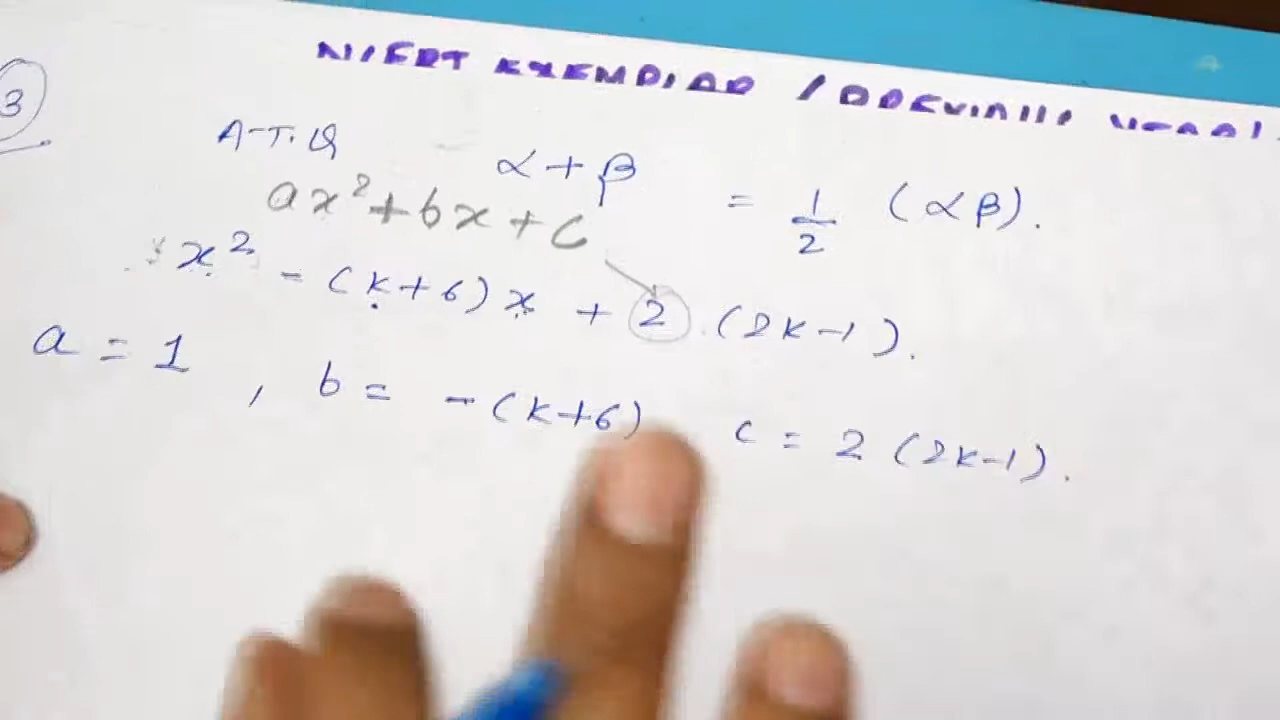 3
A-T.Q
α+β = 1/2 (αβ).
ax²+bx+c
x² - (k+6)x + 2.(2k-1).
a = 1 , b = -(k+6) c = 2(2k-1).